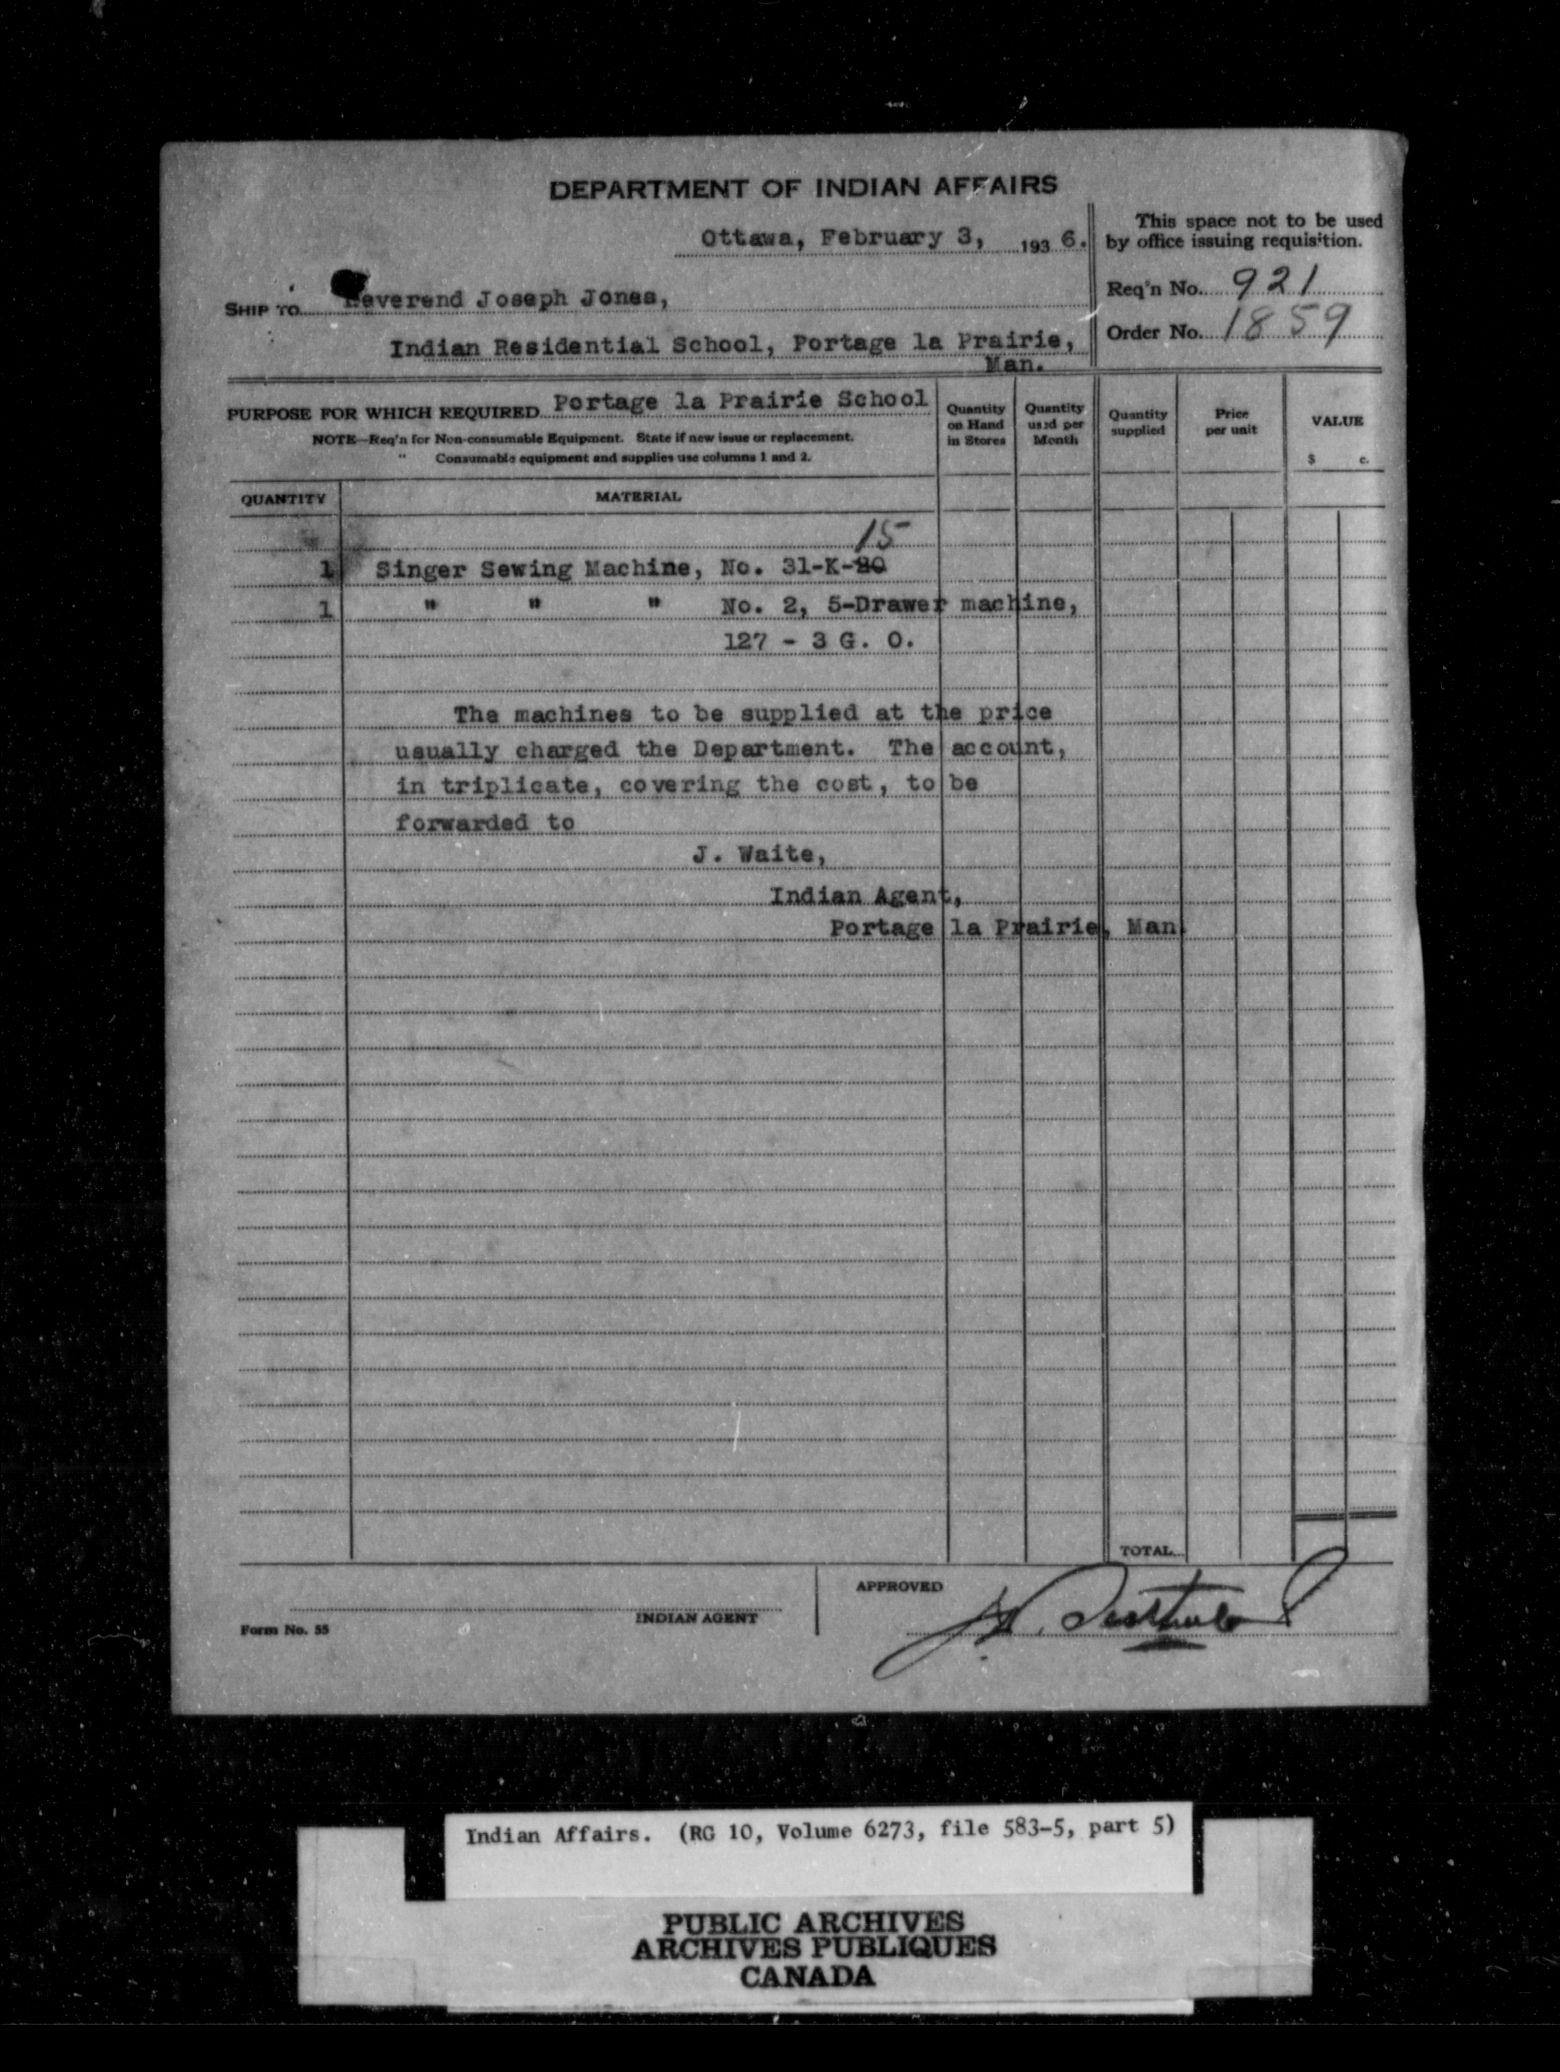 DEPARTMENT OF INDIAN AFFAIRS
Ottawa, February 3, 193 6.
This space not to be used
by office issuing requisition.
Req'n No. 921
Order No. 1859
SHIP TO Reverend Joseph Jones,
Indian Residential School, Portage la Prairie,
Man.
PURPOSE FOR WHICH REQUIRED Portage la Prairie School
NOTE—Req'n for Non-consumable Equipment. State if new issue or replacement.
" Consumable equipment and supplies use columns 1 and 2.
Quantity on Hand in Stores
Quantity used per Month
Quantity supplied
Price per unit
VALUE
$ c.
QUANTITY MATERIAL
15
1 Singer Sewing Machine, No. 31-K-20
1 " " " No. 2, 5-Drawer machine,
127 - 3 G. O.
The machines to be supplied at the price
usually charged the Department. The account,
in triplicate, covering the cost, to be
forwarded to
J. Waite,
Indian Agent,
Portage la Prairie, Man.
TOTAL
APPROVED
INDIAN AGENT
Form No. 55
Indian Affairs. (RG 10, Volume 6273, file 583-5, part 5)
PUBLIC ARCHIVES
ARCHIVES PUBLIQUES
CANADA